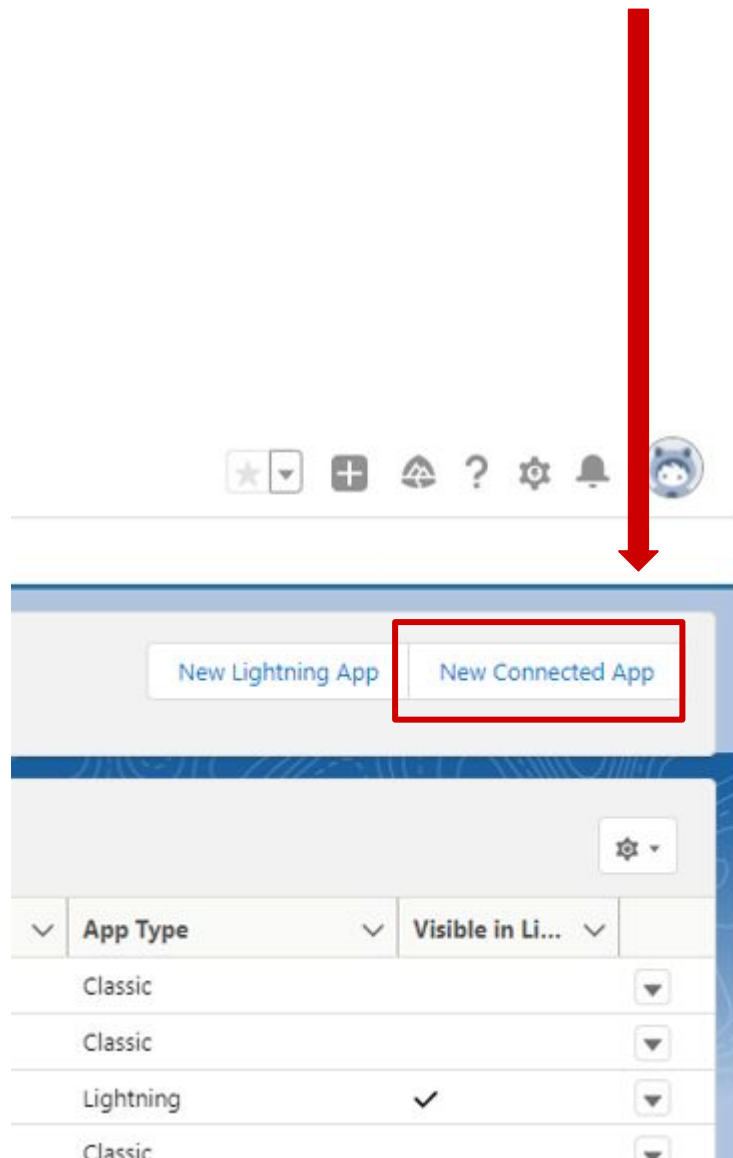 New Lightning App
New Connected App
App Type
Visible in Li...
Classic
Classic
Lightning
Classic